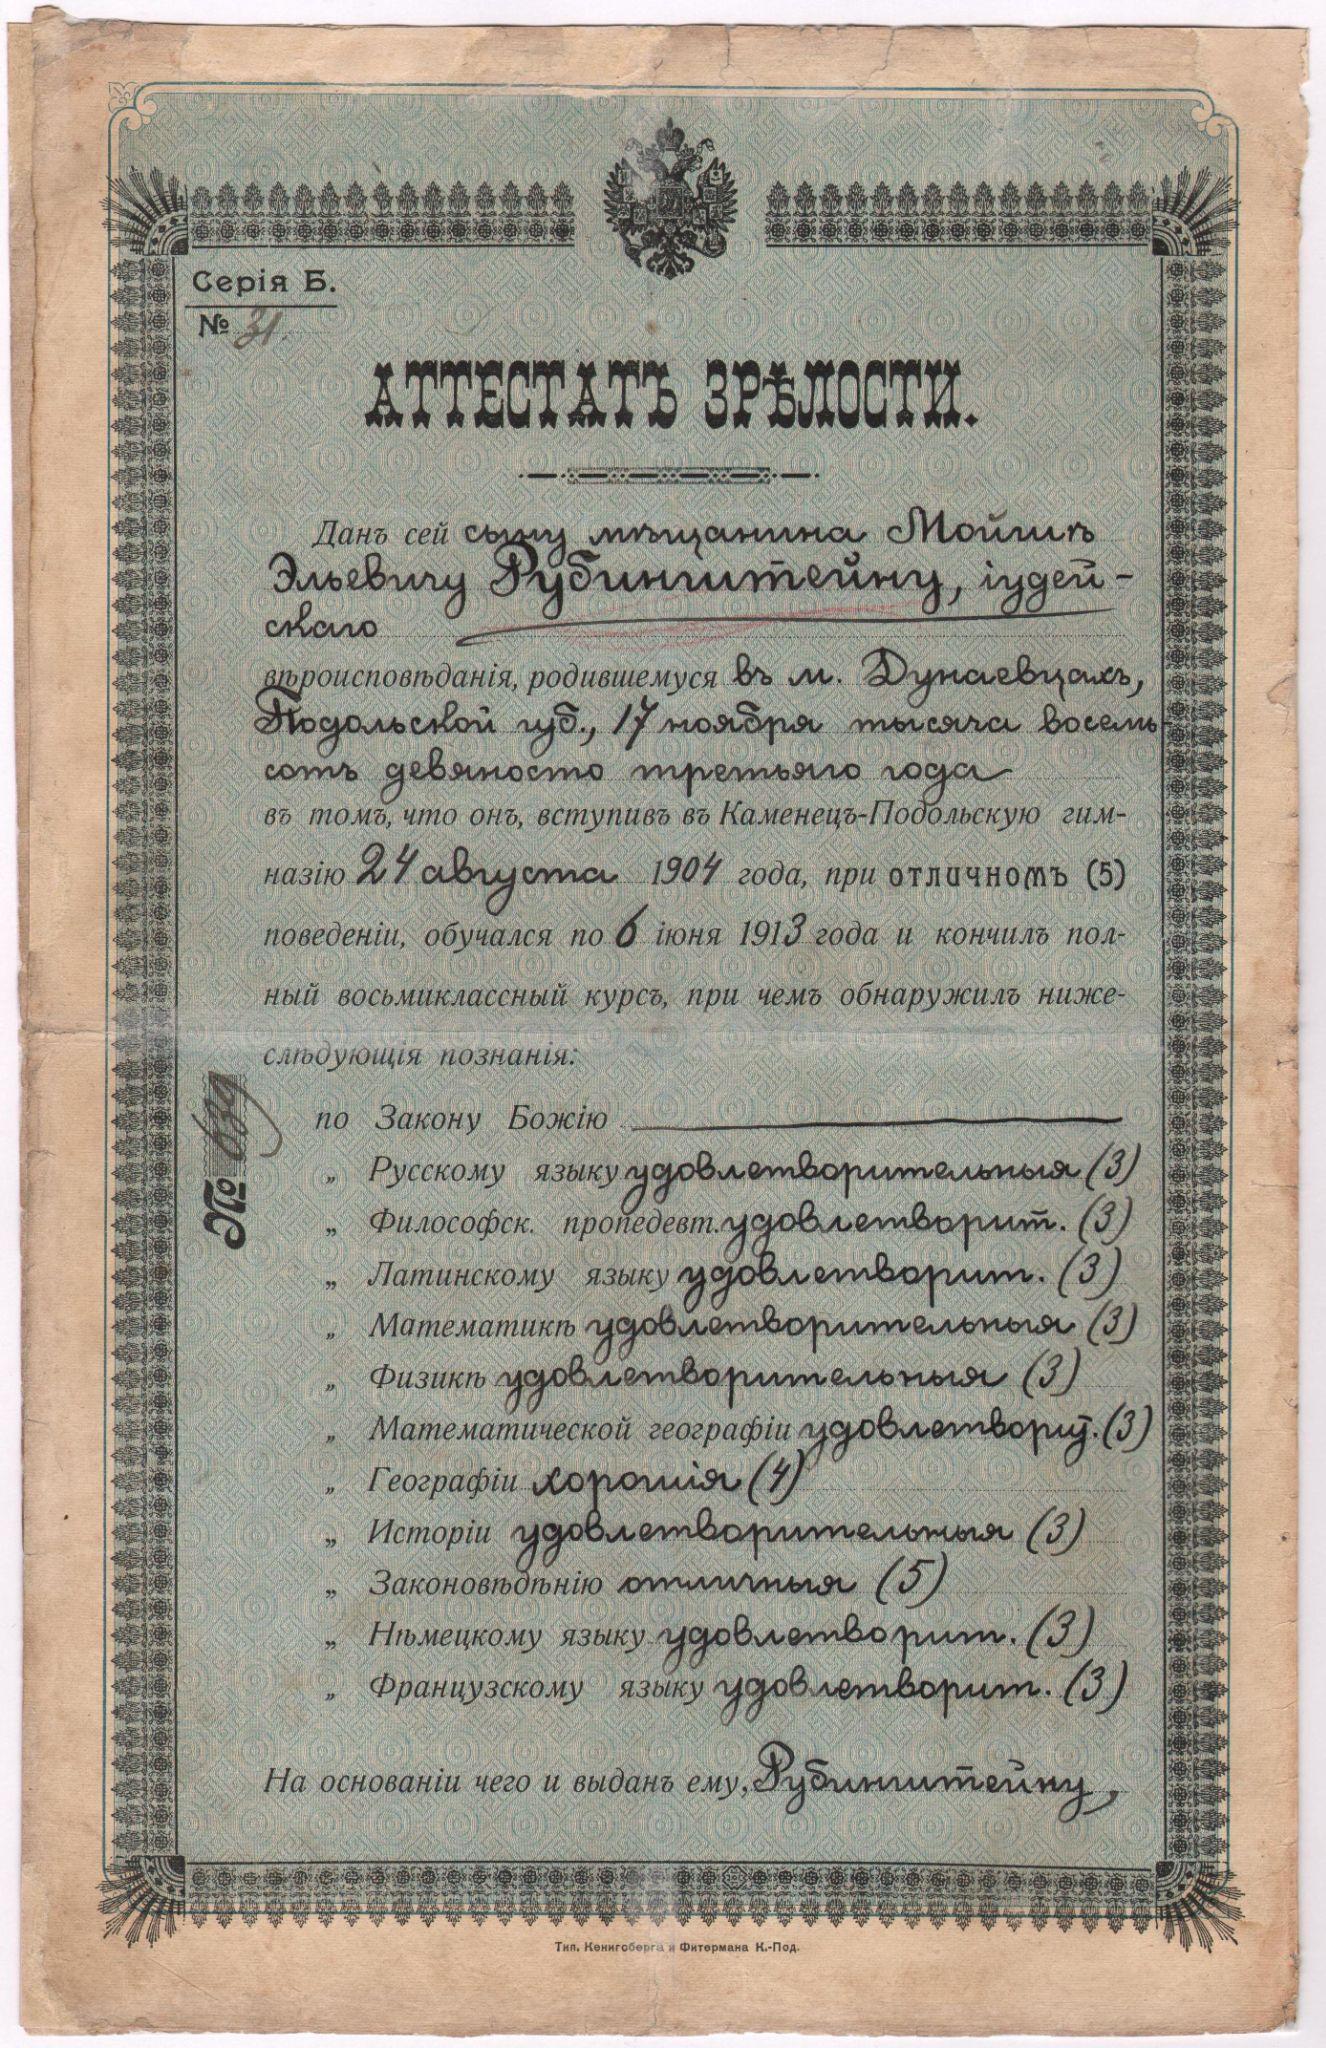 Серія Б.
№ 31.
АТТЕСТАТЪ ЗРѢЛОСТИ.
Данъ сей сыну мѣщанина Мойшѣ
Эльевичу Рубинштейну, іудей-
скаго
вѣроисповѣданія, родившемуся въ м. Дунаевцахъ,
Подольской губ., 17 ноября тысяча восемь-
сотъ девяносто третьяго года
въ томъ, что онъ, вступивъ въ Каменецъ-Подольскую гим-
назію 24 августа 1904 года, при отличномъ (5)
поведеніи, обучался по 6 іюня 1913 года и кончилъ пол-
ный восьмиклассный курсъ, при чемъ обнаружилъ ниже-
слѣдующія познанія:
по Закону Божію
„ Русскому языку удовлетворительныя (3)
„ Философск. пропедевт. удовлетворит. (3)
„ Латинскому языку удовлетворит. (3)
„ Математикѣ удовлетворительныя (3)
„ Физикѣ удовлетворительныя (3)
„ Математической географіи удовлетворит. (3)
„ Географіи хорошія (4)
„ Исторіи удовлетворительныя (3)
„ Законовѣдѣнію отличныя (5)
„ Нѣмецкому языку удовлетворит. (3)
„ Французскому языку удовлетворит. (3)
На основаніи чего и выданъ ему, Рубинштейну,
№ 639
Тип. Кенигсберга и Фитермана К.-Под.